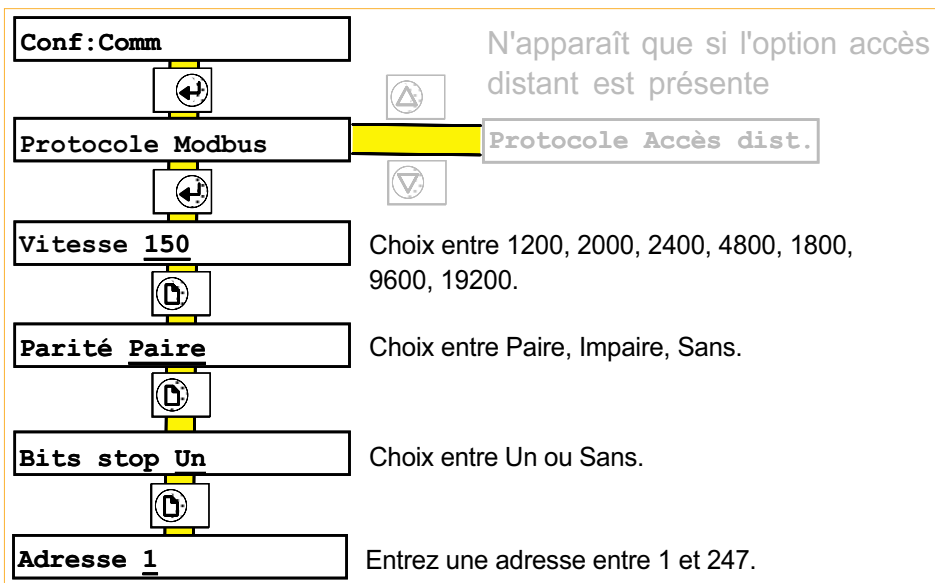 Conf:Comm
N'apparaît que si l'option accès
distant est présente
Protocole Modbus
Protocole Accès dist.
Vitesse 150
Choix entre 1200, 2000, 2400, 4800, 1800,
9600, 19200.
Parité Paire
Choix entre Paire, Impaire, Sans.
Bits stop Un
Choix entre Un ou Sans.
Adresse 1
Entrez une adresse entre 1 et 247.